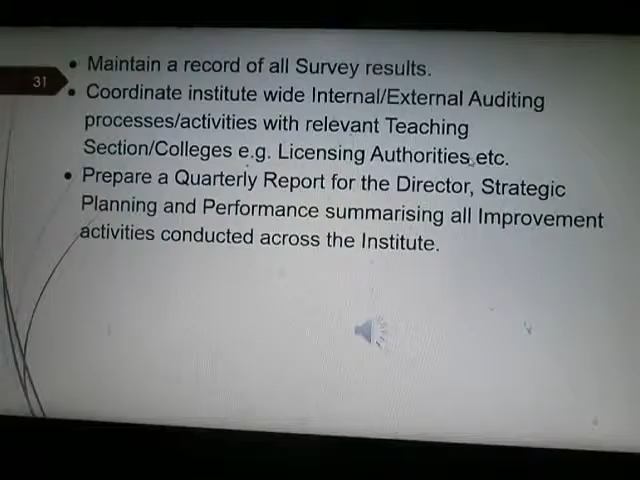 31
• Maintain a record of all Survey results.
• Coordinate institute wide Internal/External Auditing
processes/activities with relevant Teaching
Section/Colleges e.g. Licensing Authorities,etc.
• Prepare a Quarterly Report for the Director, Strategic
Planning and Performance summarising all Improvement
activities conducted across the Institute.